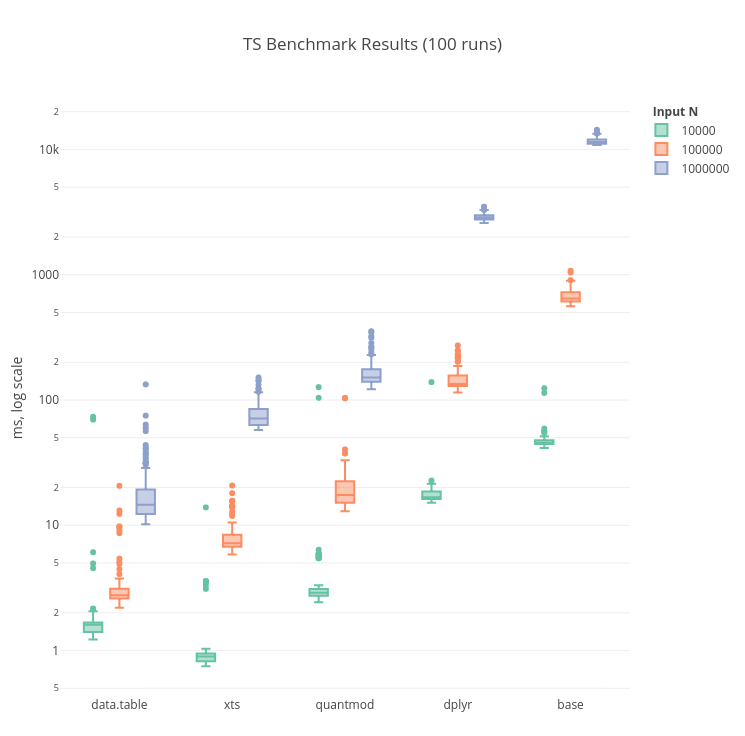 TS Benchmark Results (100 runs)
Input N
10000
100000
1000000
ms, log scale
2
10k
5
2
1000
5
2
100
5
2
10
5
2
1
5
data.table
xts
quantmod
dplyr
base